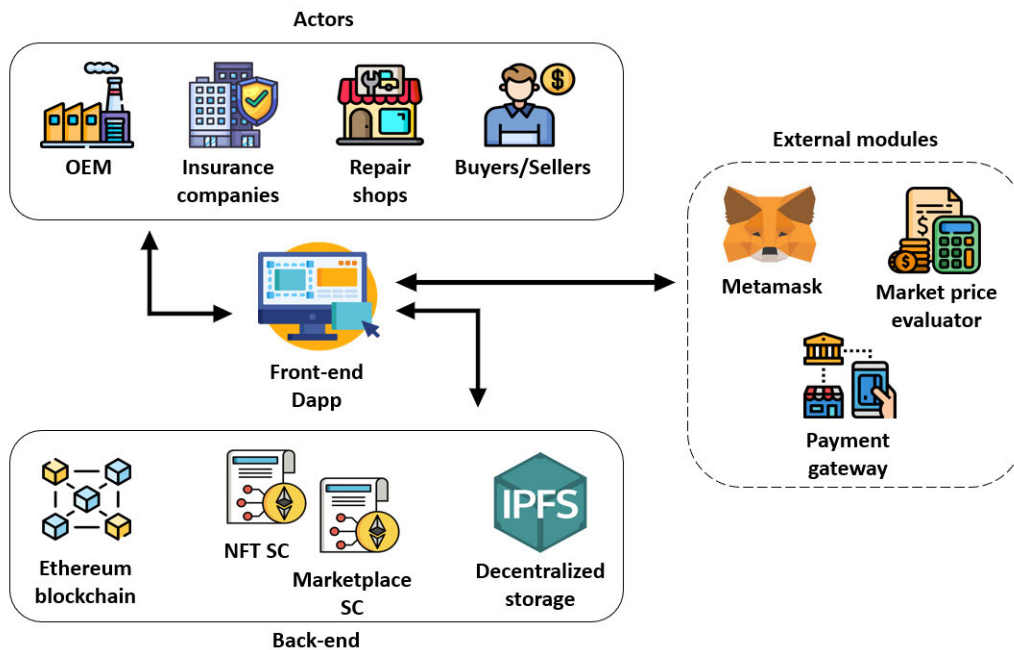 Actors
OEM
Insurance
companies
Repair
shops
Buyers/Sellers
External modules
Metamask
$
Market price
evaluator
Payment
gateway
Front-end
Dapp
Ethereum
blockchain
NFT SC
Marketplace
SC
IPFS
Decentralized
storage
Back-end